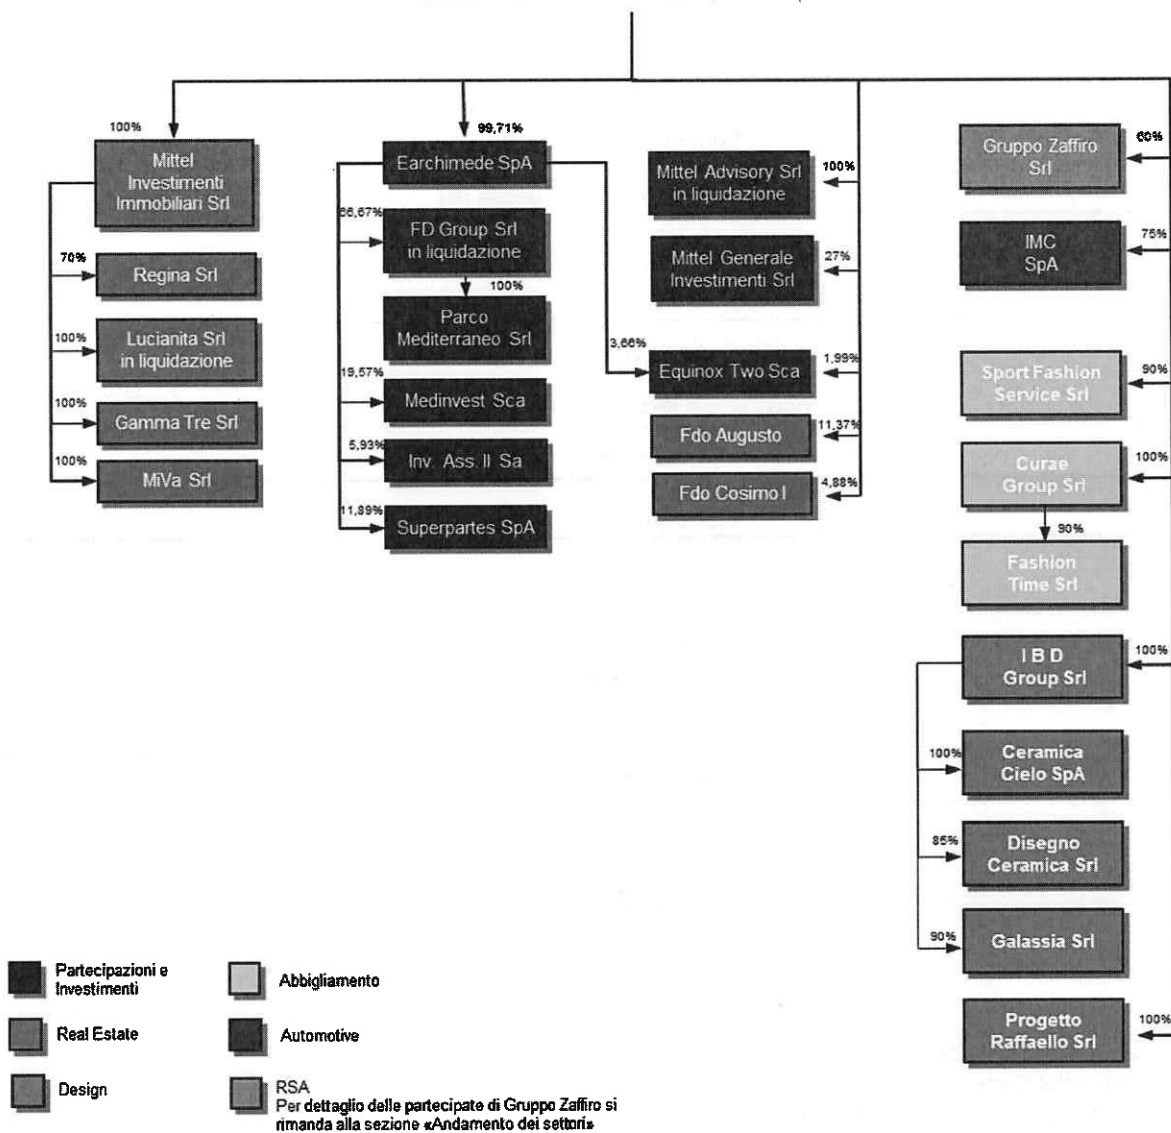 100%
Mittel
Investimenti
Immobiliari Srl
70%
Regina Srl
100%
Lucianita Srl
in liquidazione
100%
Gamma Tre Srl
100%
MiVa Srl
99,71%
Earchimede SpA
66,67%
FD Group Srl
in liquidazione
100%
Parco
Mediterraneo Srl
19,57%
Medinvest Sca
5,93%
Inv. Ass. II Sa
11,89%
Superpartes SpA
Mittel Advisory Srl
in liquidazione
100%
Mittel Generale
Investimenti Srl
27%
3,66%
Equinox Two Sca
1,99%
Fdo Augusto
11,37%
Fdo Cosimo I
4,88%
Gruppo Zaffiro
Srl
60%
IMC
SpA
75%
Sport Fashion
Service Srl
90%
Curae
Group Srl
100%
90%
Fashion
Time Srl
I B D
Group Srl
100%
100%
Ceramica
Cielo SpA
85%
Disegno
Ceramica Srl
90%
Galassia Srl
Progetto
Raffaello Srl
100%
Partecipazioni e
Investimenti
Real Estate
Design
Abbigliamento
Automotive
RSA
Per dettaglio delle partecipate di Gruppo Zaffiro si
rimanda alla sezione «Andamento dei settori»